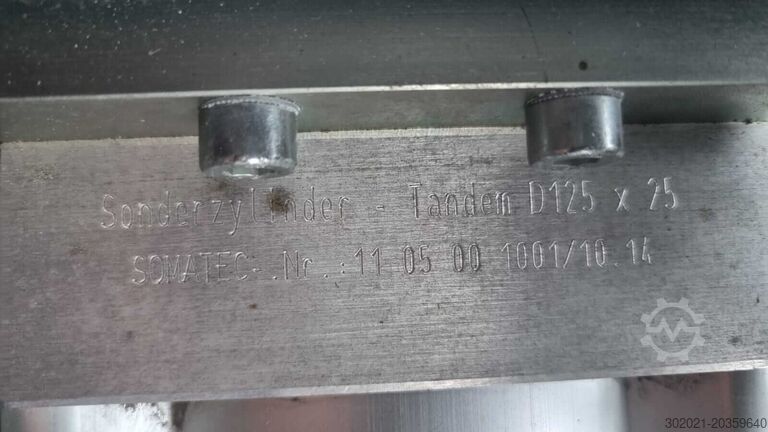 Sonderzylinder - Tandem D125 x 25
SOMATEC-.Nr.:11 05 00 1001/10.14
302021-20359640